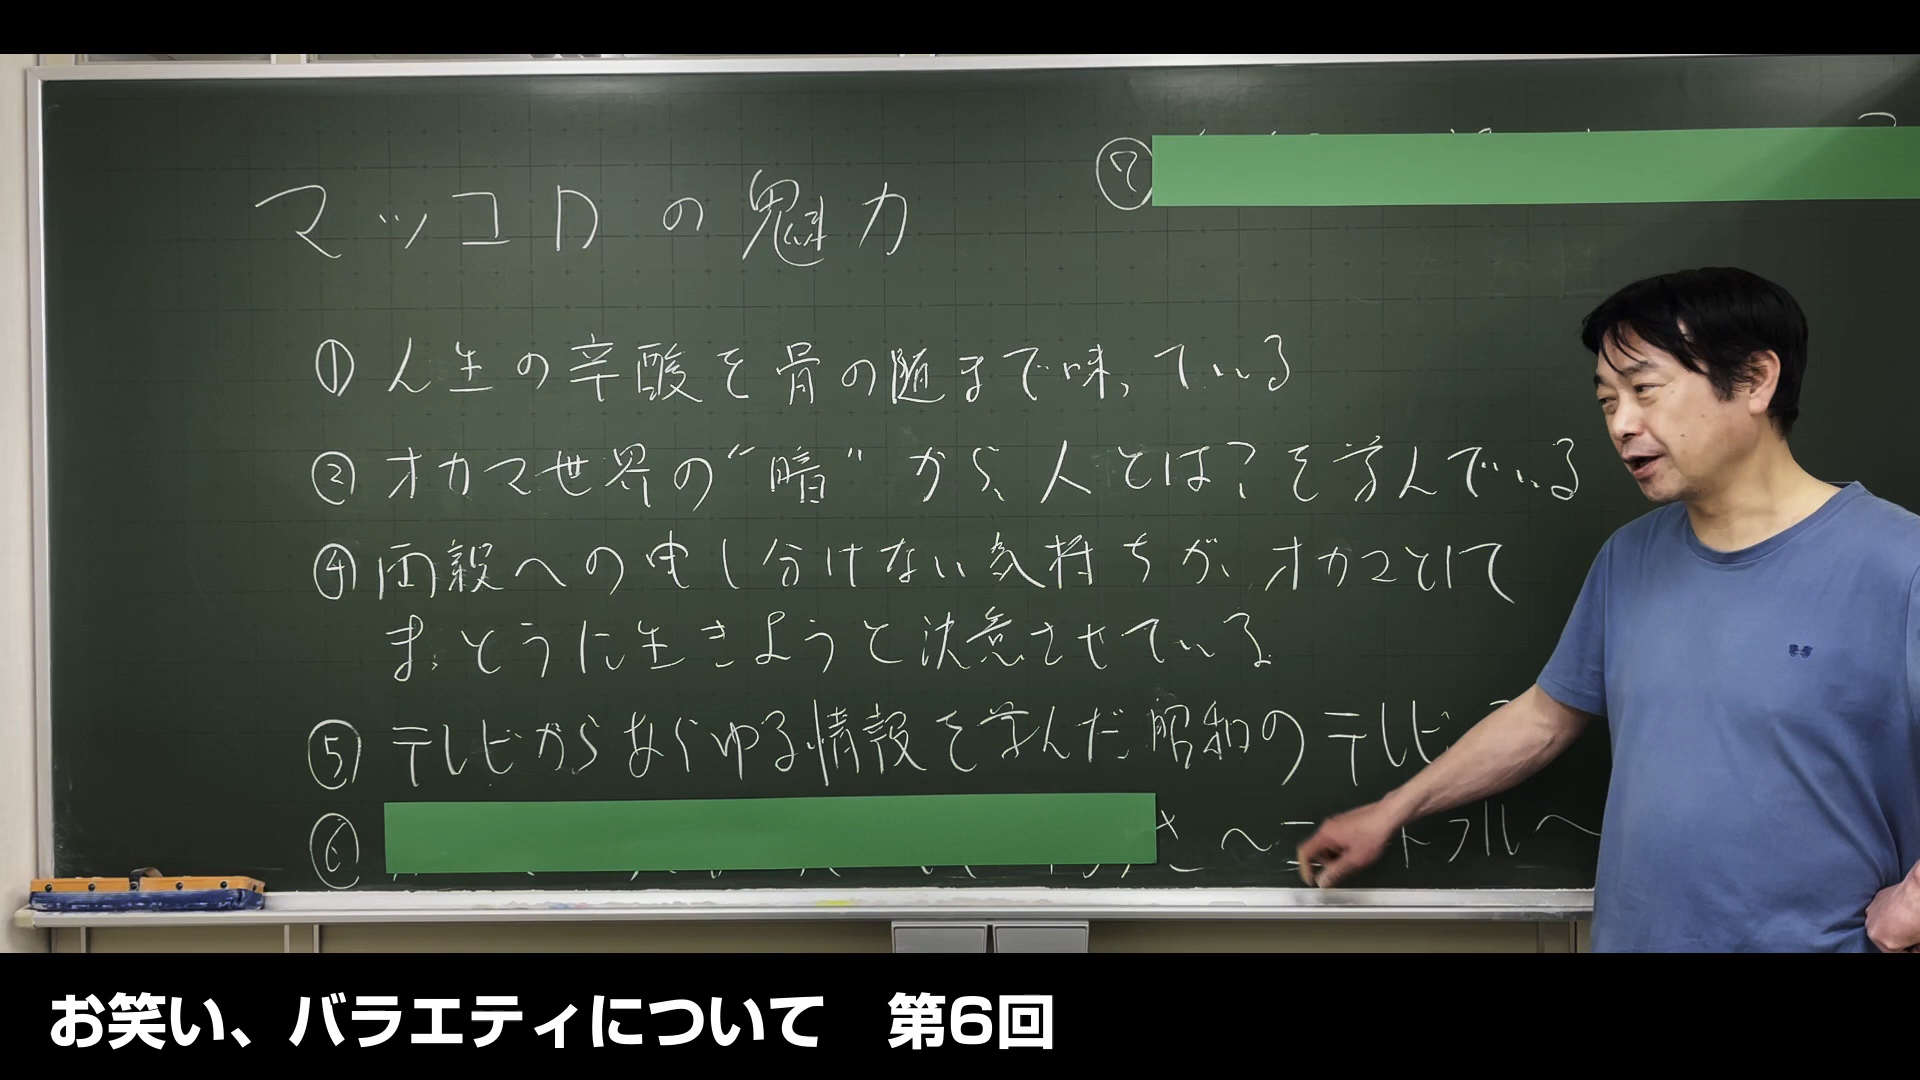 マツコDの魅力
①人生の辛酸を骨の随まで味っている
②オカマ世界の“暗”から、人とは?を学んでいる
④両親への申し分けない気持ちが、オカマとして
まっとうに生きようと決意させている
⑤テレビからあらゆる情報を学んだ昭和のテレビ
⑥
⑦
お笑い、バラエティについて 第6回